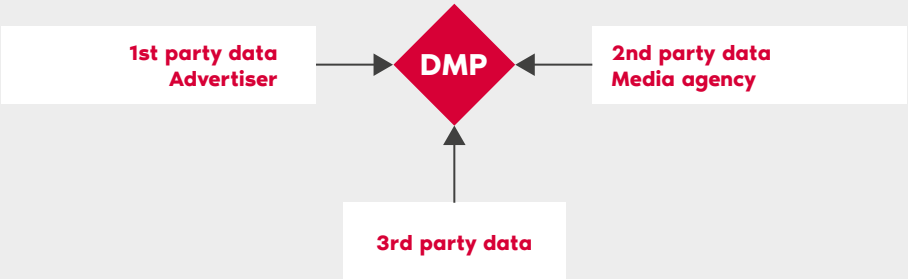 1st party data
Advertiser
DMP
2nd party data
Media agency
3rd party data